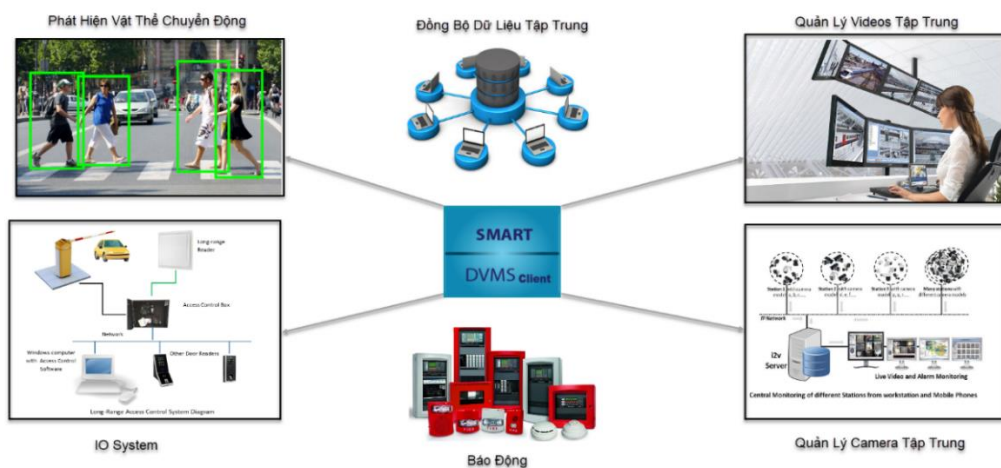 Phát Hiện Vật Thể Chuyển Động
Đồng Bộ Dữ Liệu Tập Trung
Quản Lý Videos Tập Trung
SMART
DVMS Client
Long-range
Reader
Access Control Box
Network
Windows computer
with Access Control
Software
Other Door Readers
Long-Range Access Control System Diagram
IO System
Báo Động
IP Network
i2v
Server
Live Video and Alarm Monitoring
Central Monitoring of different Stations from workstation and Mobile Phones
Quản Lý Camera Tập Trung